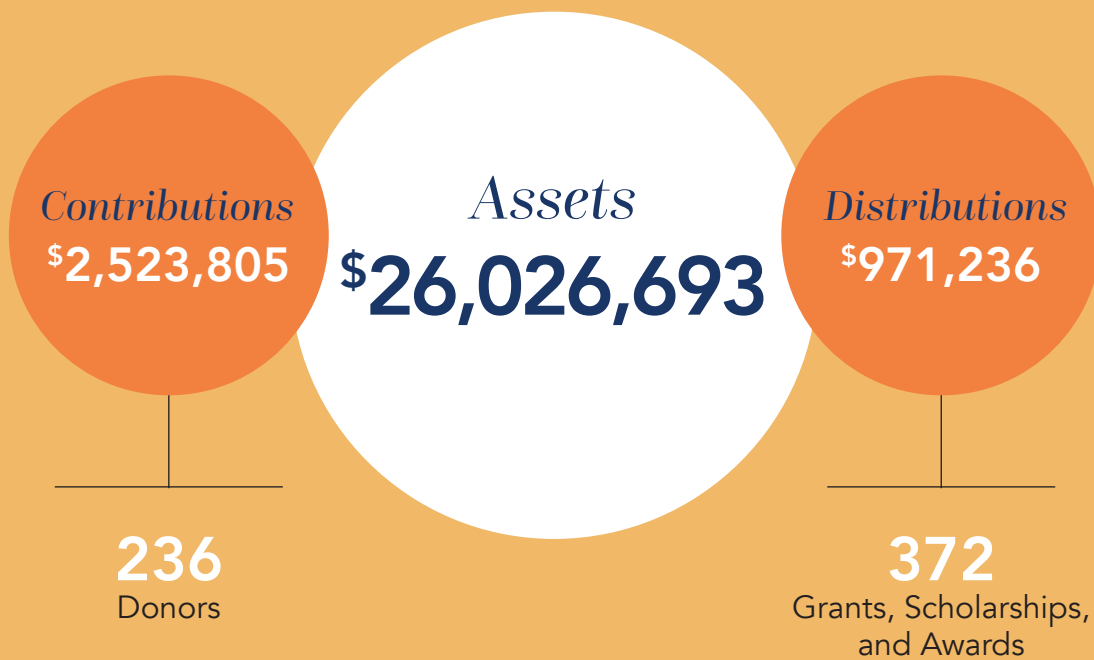 Contributions
$2,523,805
236
Donors
Assets
$26,026,693
Distributions
$971,236
372
Grants, Scholarships,
and Awards